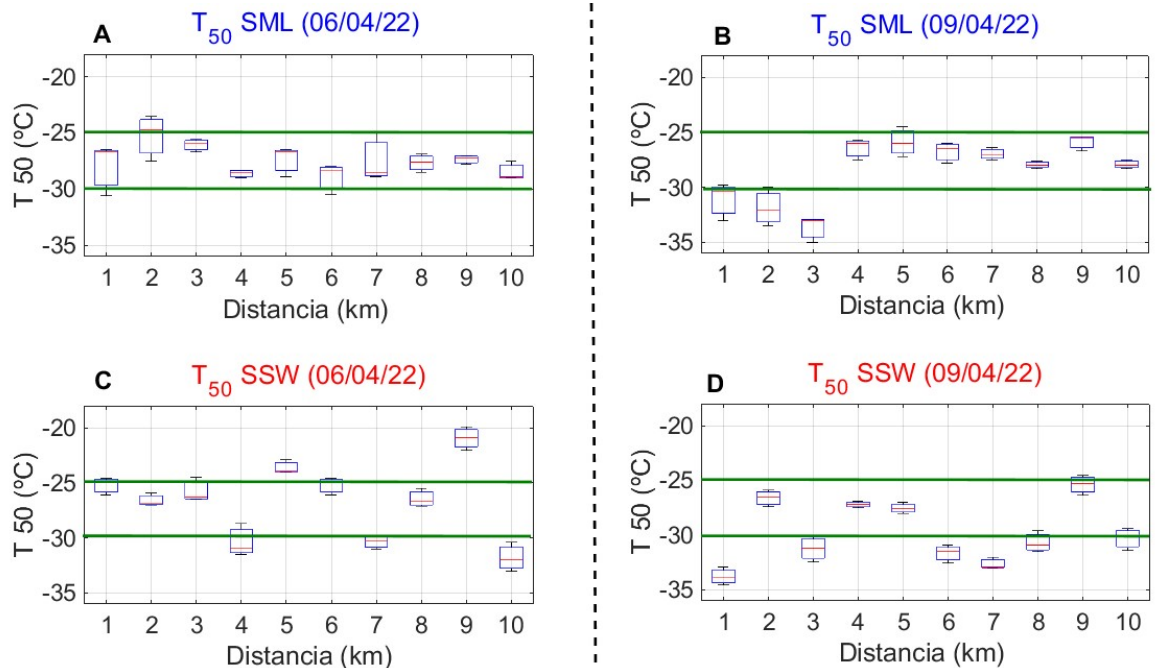 A
T50 SML (06/04/22)
T 50 (ºC)
-20
-25
-30
-35
1 2 3 4 5 6 7 8 9 10
Distancia (km)
B
T50 SML (09/04/22)
T 50 (ºC)
-20
-25
-30
-35
1 2 3 4 5 6 7 8 9 10
Distancia (km)
C
T50 SSW (06/04/22)
T 50 (ºC)
-20
-25
-30
-35
1 2 3 4 5 6 7 8 9 10
Distancia (km)
D
T50 SSW (09/04/22)
T 50 (ºC)
-20
-25
-30
-35
1 2 3 4 5 6 7 8 9 10
Distancia (km)